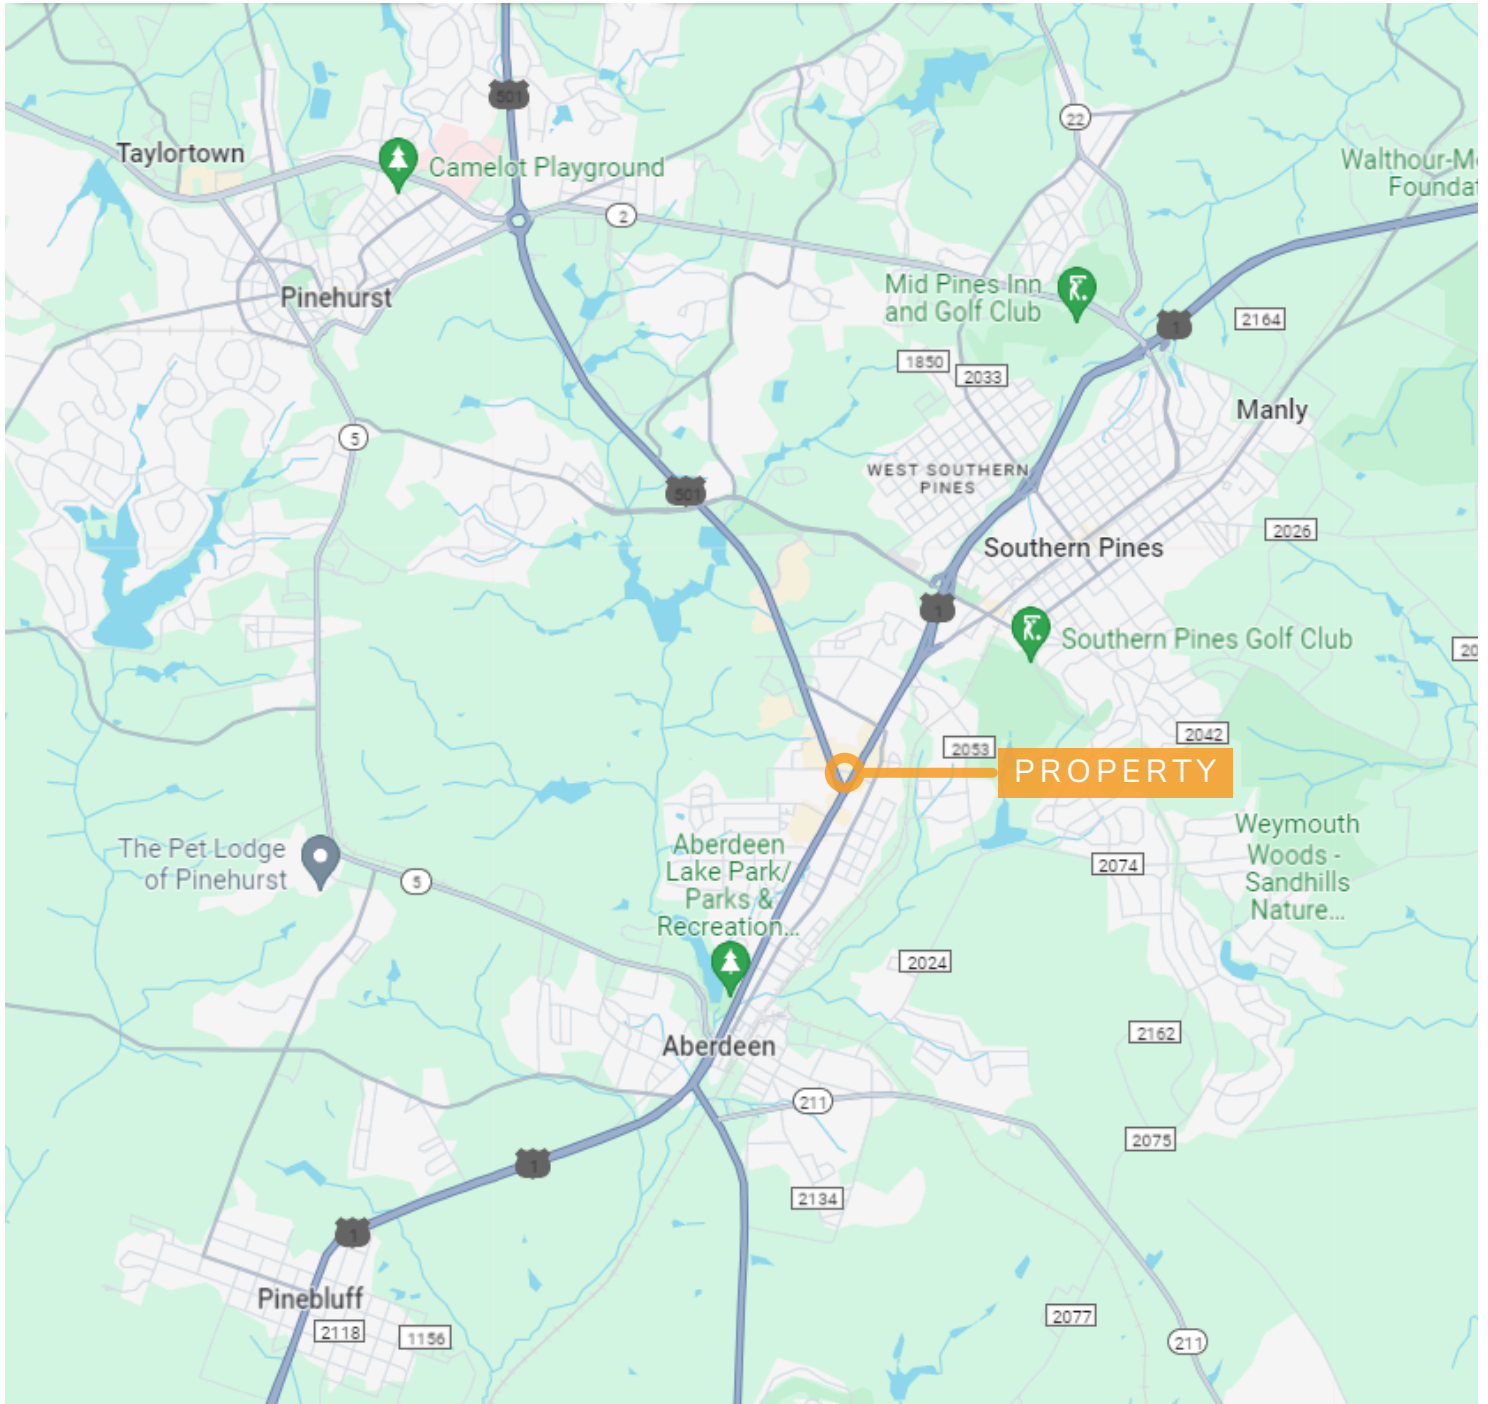 501
22
Taylortown
Camelot Playground
Walthour-M
Foundat
2
Mid Pines Inn
and Golf Club
Pinehurst
1
2164
1850
2033
Manly
5
WEST SOUTHERN
PINES
501
2026
Southern Pines
1
Southern Pines Golf Club
20
2042
2053
PROPERTY
Weymouth
Woods -
Sandhills
Nature...
Aberdeen
Lake Park/
Parks &
Recreation...
The Pet Lodge
of Pinehurst
2074
5
2024
2162
Aberdeen
211
2075
1
2134
1
Pinebluff
2118
1156
2077
211